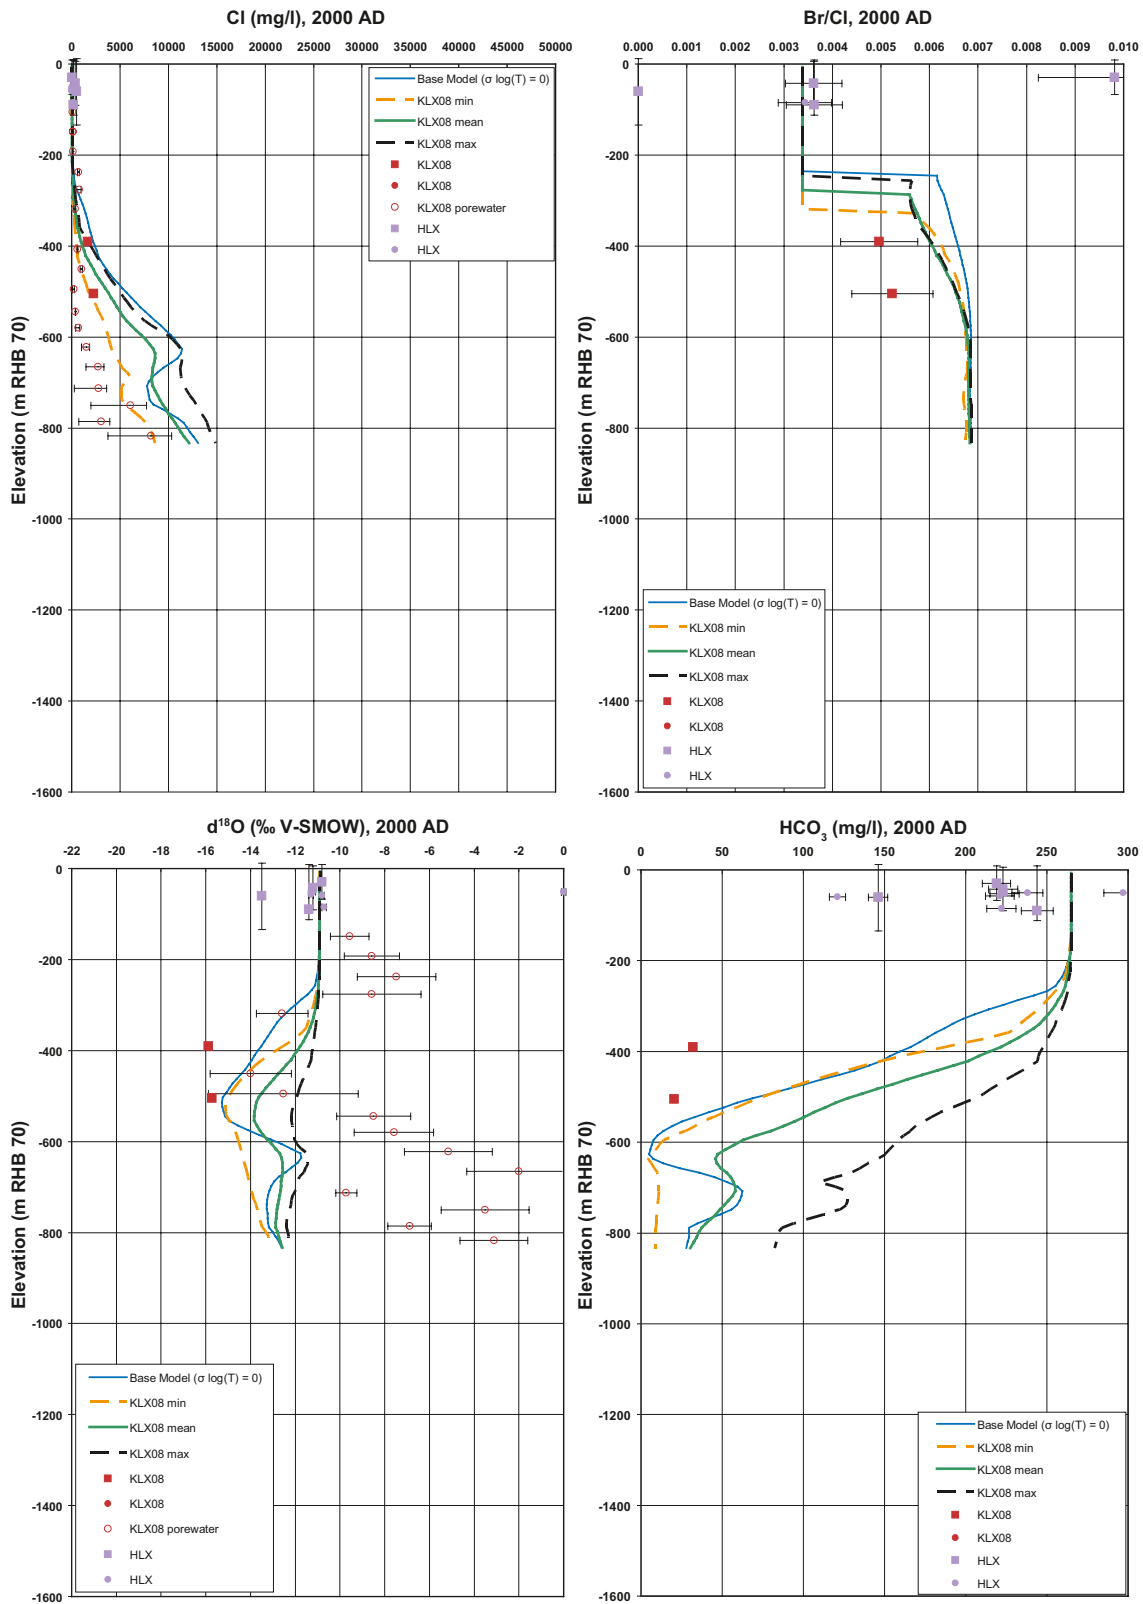 Cl (mg/l), 2000 AD
0 5000 10000 15000 20000 25000 30000 35000 40000 45000 50000
0
-200
-400
-600
-800
-1000
-1200
-1400
-1600
Elevation (m RHB 70)
Base Model (σ log(T) = 0)
KLX08 min
KLX08 mean
KLX08 max
KLX08
KLX08
KLX08 porewater
HLX
HLX
Br/Cl, 2000 AD
0.000 0.001 0.002 0.003 0.004 0.005 0.006 0.007 0.008 0.009 0.010
0
-200
-400
-600
-800
-1000
-1200
-1400
-1600
Elevation (m RHB 70)
Base Model (σ log(T) = 0)
KLX08 min
KLX08 mean
KLX08 max
KLX08
KLX08
HLX
HLX
d¹⁸O (‰ V-SMOW), 2000 AD
-22 -20 -18 -16 -14 -12 -10 -8 -6 -4 -2 0
0
-200
-400
-600
-800
-1000
-1200
-1400
-1600
Elevation (m RHB 70)
Base Model (σ log(T) = 0)
KLX08 min
KLX08 mean
KLX08 max
KLX08
KLX08
KLX08 porewater
HLX
HLX
HCO₃ (mg/l), 2000 AD
0 50 100 150 200 250 300
0
-200
-400
-600
-800
-1000
-1200
-1400
-1600
Elevation (m RHB 70)
Base Model (σ log(T) = 0)
KLX08 min
KLX08 mean
KLX08 max
KLX08
KLX08
HLX
HLX